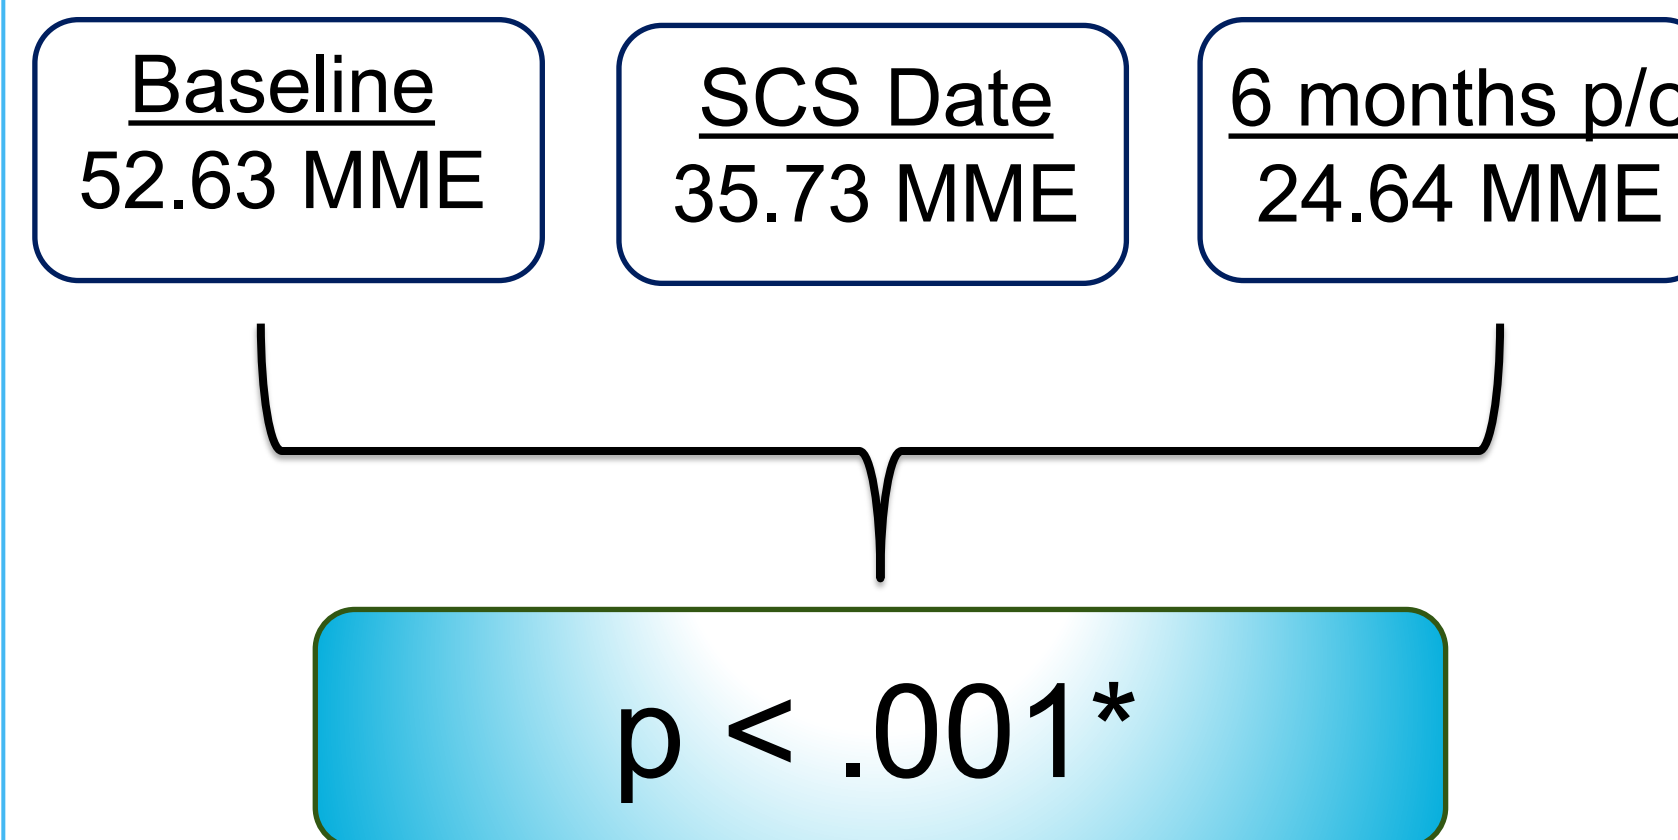 Baseline
52.63 MME
SCS Date
35.73 MME
6 months p/o
24.64 MME
p < .001*